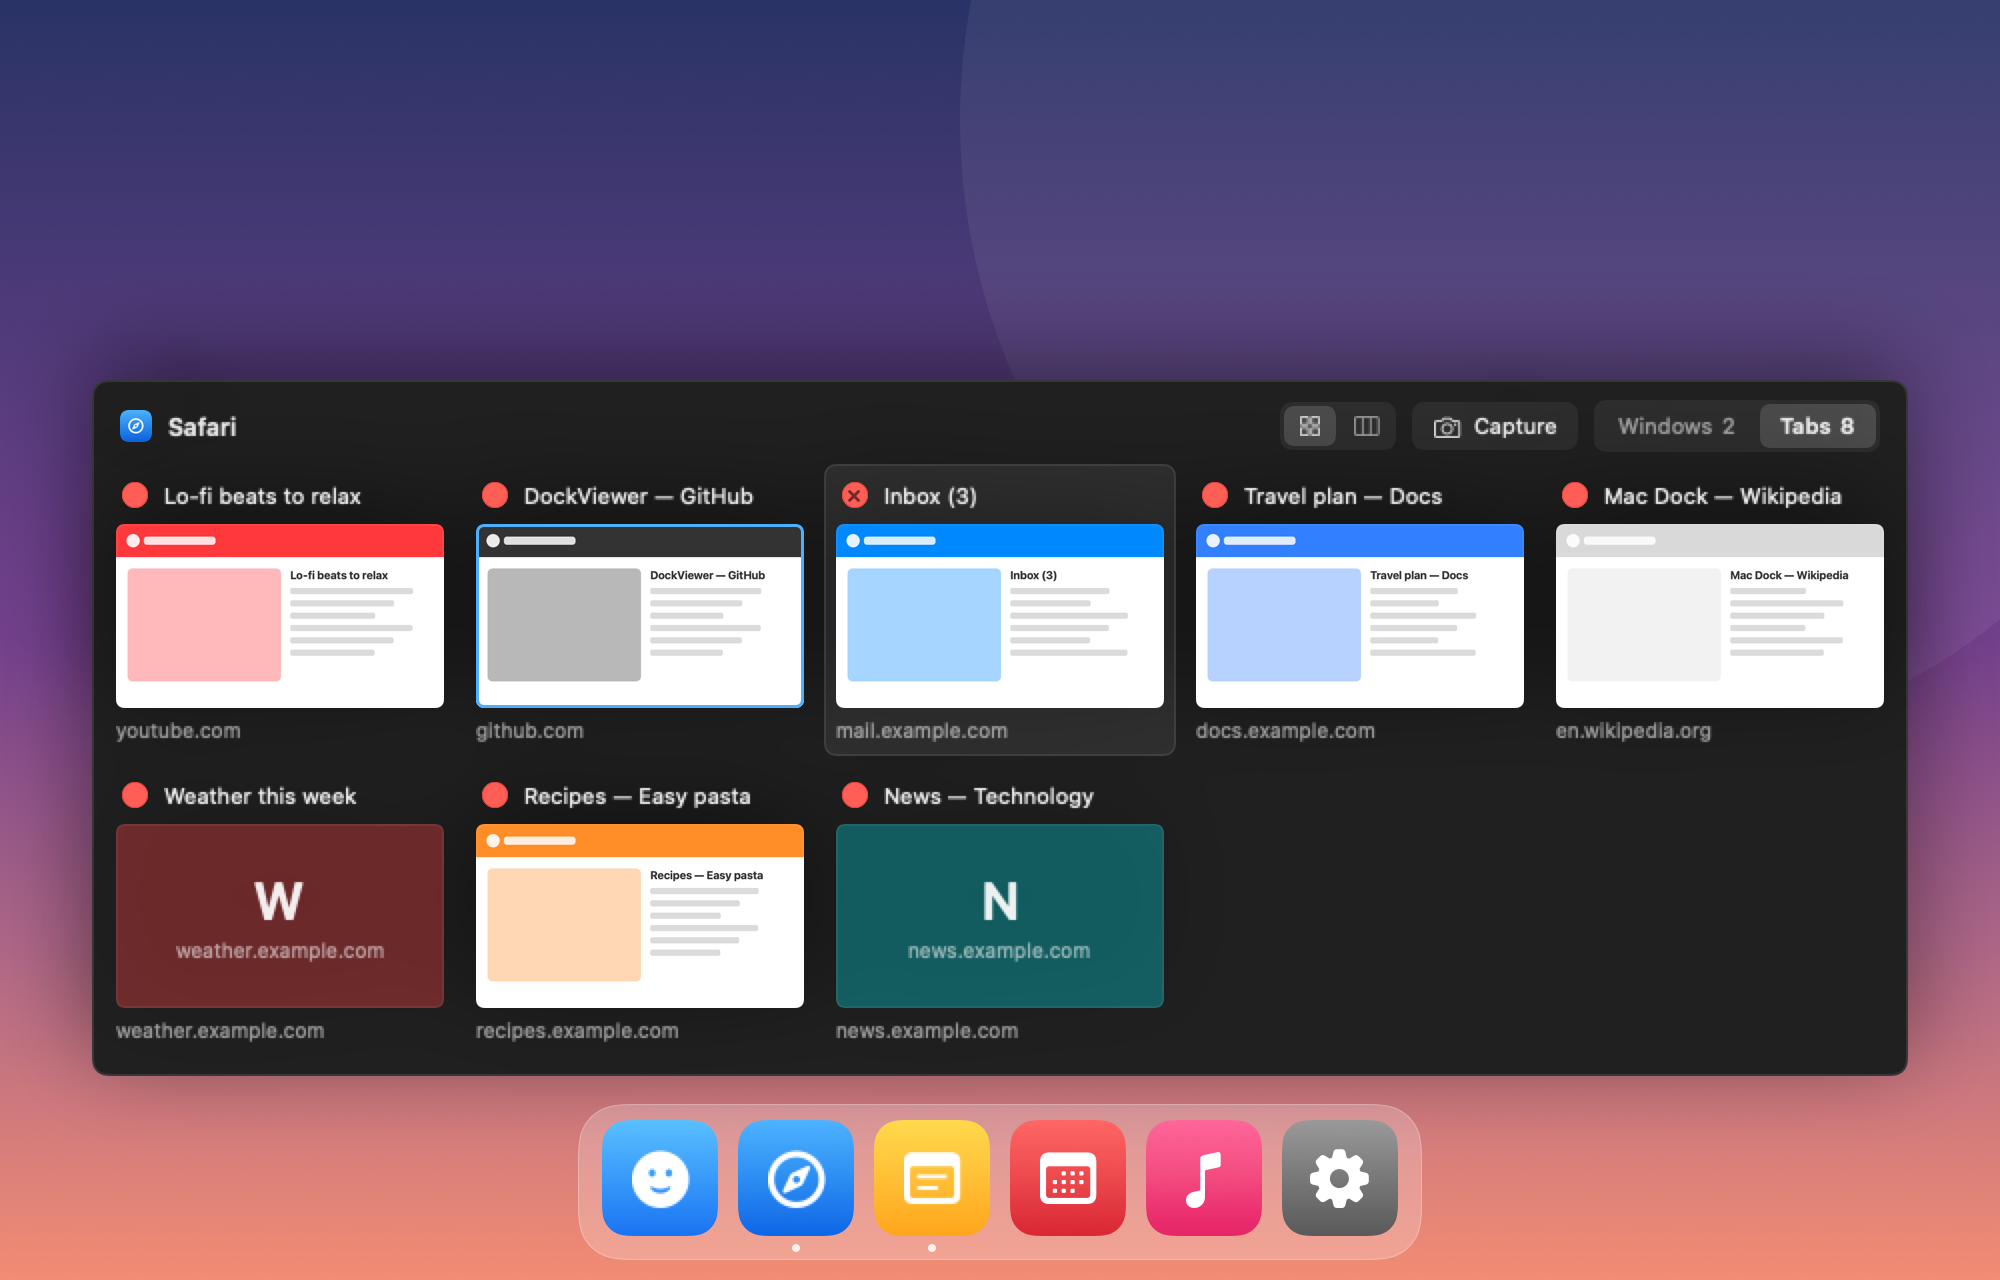 Safari
Capture
Windows 2
Tabs 8
Lo-fi beats to relax
DockViewer — GitHub
Inbox (3)
Travel plan — Docs
Mac Dock — Wikipedia
Lo-fi beats to relax
DockViewer — GitHub
Inbox (3)
Travel plan — Docs
Mac Dock — Wikipedia
youtube.com
github.com
mail.example.com
docs.example.com
en.wikipedia.org
Weather this week
Recipes — Easy pasta
News — Technology
W
weather.example.com
Recipes — Easy pasta
N
news.example.com
weather.example.com
recipes.example.com
news.example.com